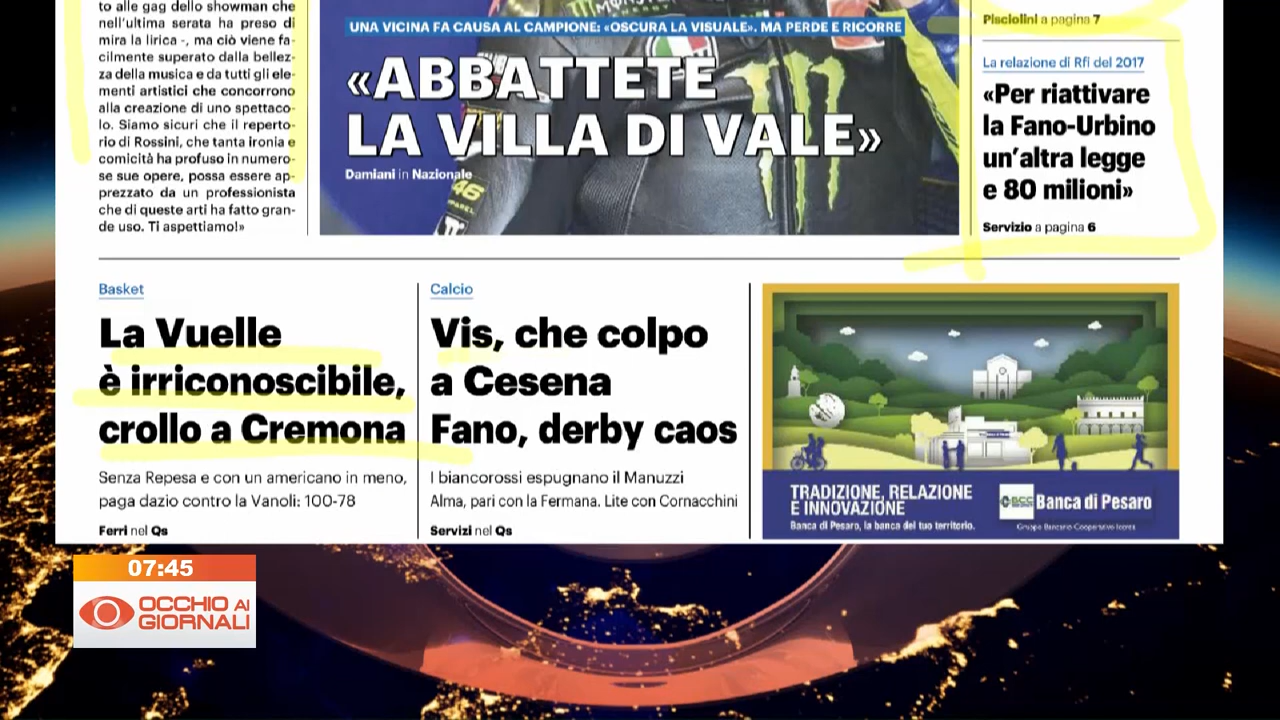 to alle gag dello showman che
nell'ultima serata ha preso di
mira la lirica -, ma ciò viene fa-
cilmente superato dalla bellez-
za della musica e da tutti gli ele-
menti artistici che concorrono
alla creazione di uno spettaco-
lo. Siamo sicuri che il reperto-
rio di Rossini, che tanta ironia e
comicità ha profuso in numero-
se sue opere, possa essere ap-
prezzato da un professionista
che di queste arti ha fatto gran-
de uso. Ti aspettiamo!»
MONSTER
UNA VICINA FA CAUSA AL CAMPIONE: «OSCURA LA VISUALE». MA PERDE E RICORRE
«ABBATTETE
LA VILLA DI VALE»
Damiani in Nazionale
46
Pisciolini a pagina 7
La relazione di Rfi del 2017
«Per riattivare
la Fano-Urbino
un'altra legge
e 80 milioni»
Servizio a pagina 6
Basket
La Vuelle
è irriconoscibile,
crollo a Cremona
Senza Repesa e con un americano in meno,
paga dazio contro la Vanoli: 100-78
Ferri nel Qs
Calcio
Vis, che colpo
a Cesena
Fano, derby caos
I biancorossi espugnano il Manuzzi
Alma, pari con la Fermana. Lite con Cornacchini
Servizi nel Qs
TRADIZIONE, RELAZIONE
E INNOVAZIONE
Banca di Pesaro, la banca del tuo territorio.
BCC Banca di Pesaro
Gruppo Bancario Cooperativo Iccrea
07:45
OCCHIO AI
GIORNALI